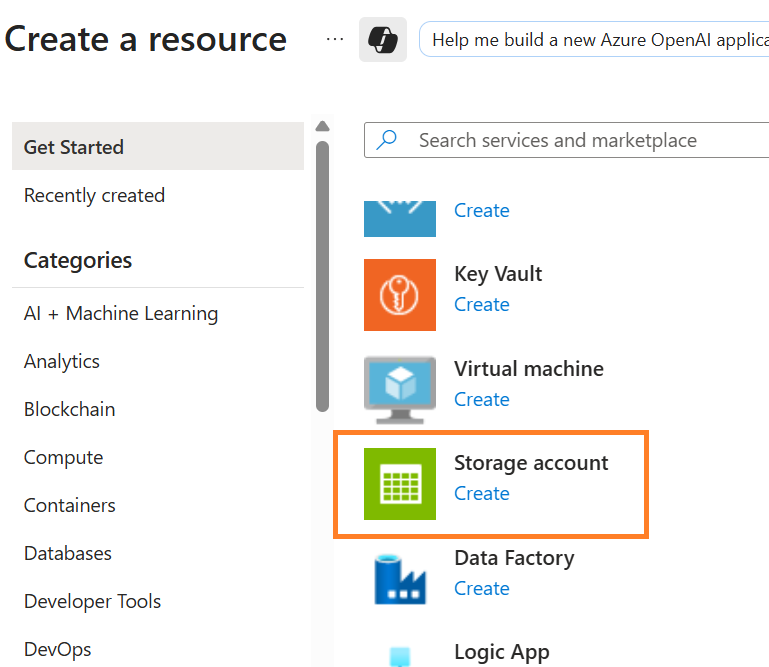 Create a resource
...
Help me build a new Azure OpenAI applica
Get Started
Recently created
Categories
AI + Machine Learning
Analytics
Blockchain
Compute
Containers
Databases
Developer Tools
DevOps
Search services and marketplace
Create
Key Vault
Create
Virtual machine
Create
Storage account
Create
Data Factory
Create
Logic App